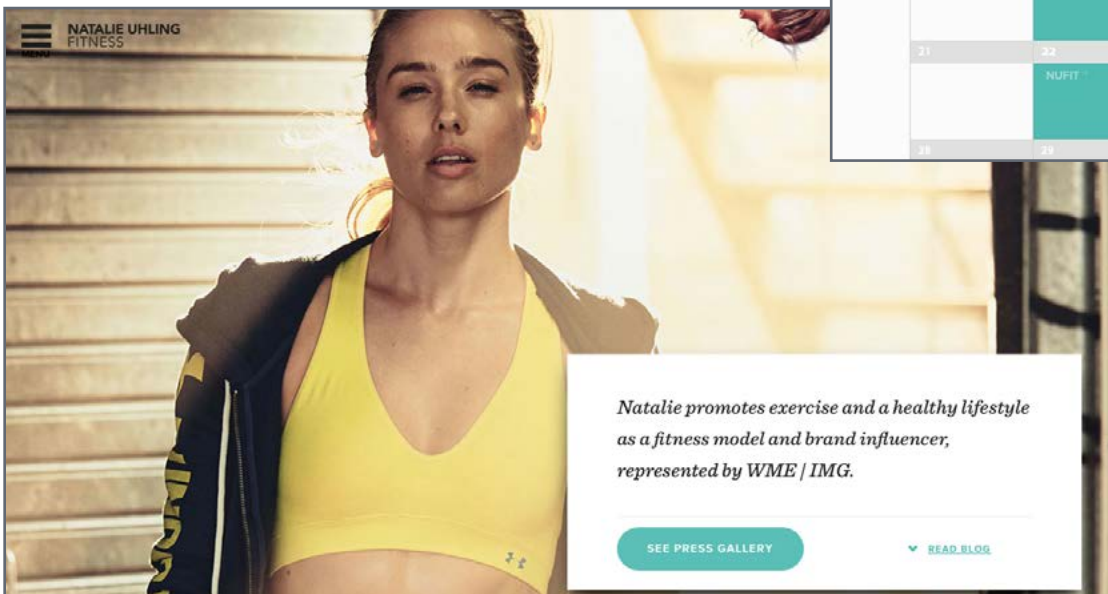 NATALIE UHLING
FITNESS
MENU
21
22
NUFIT
28
29
Natalie promotes exercise and a healthy lifestyle
as a fitness model and brand influencer,
represented by WME | IMG.
SEE PRESS GALLERY
READ BLOG